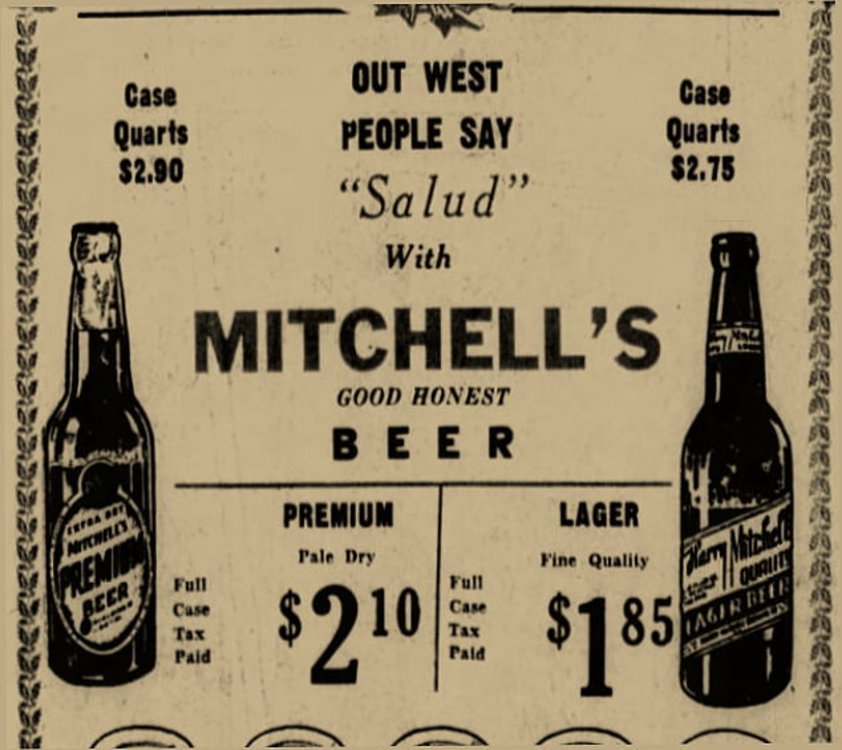 Case
Quarts
$2.90
OUT WEST
PEOPLE SAY
"Salud"
With
Case
Quarts
$2.75
MITCHELL'S
GOOD HONEST
BEER
PREMIUM
Pale Dry
Full
Case
Tax
Paid
$2 10
LAGER
Fine Quality
Full
Case
Tax
Paid
$1 85
EXTRA DRY
MITCHELL'S
PREMIUM
BEER
Harry Mitchell's
QUALITY
LAGER BEER